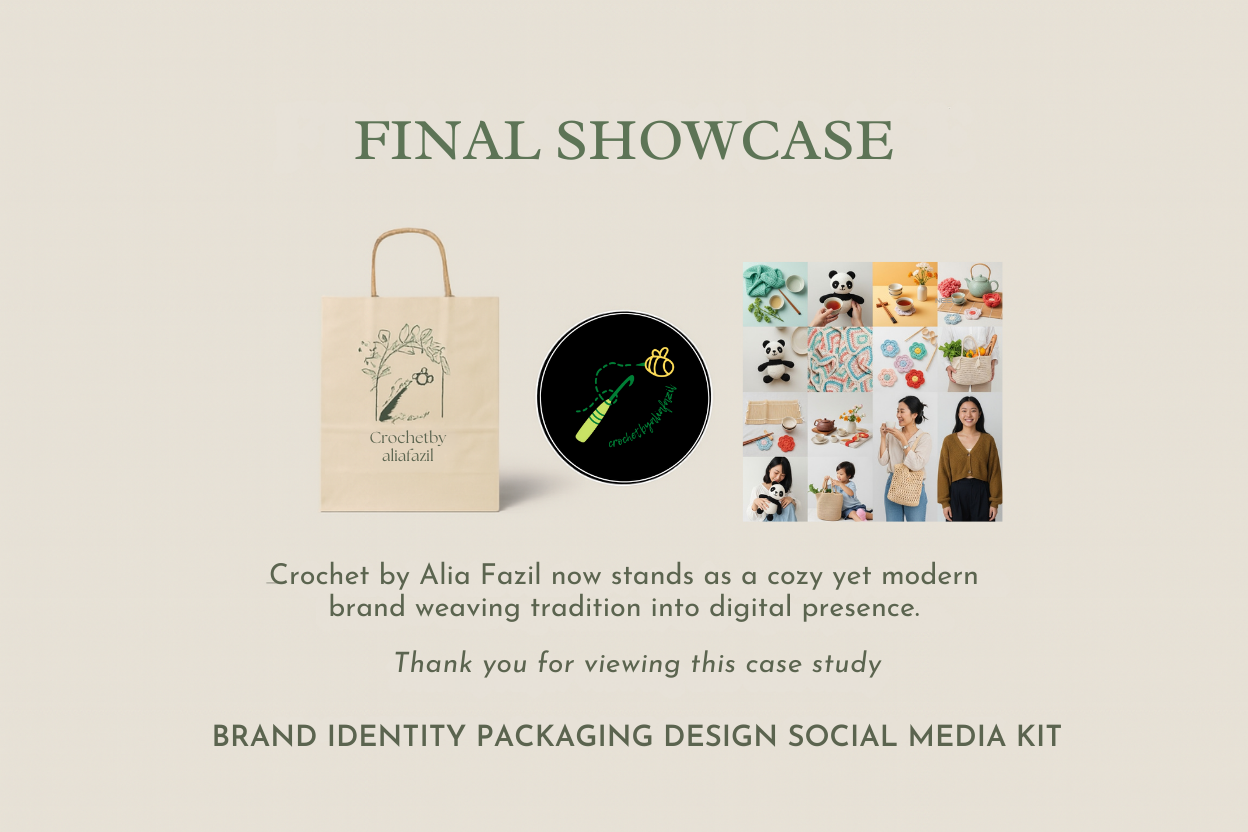 FINAL SHOWCASE
Crochetby
aliafazil
crochetbyaliafazil
Crochet by Alia Fazil now stands as a cozy yet modern
brand weaving tradition into digital presence.
Thank you for viewing this case study
BRAND IDENTITY PACKAGING DESIGN SOCIAL MEDIA KIT